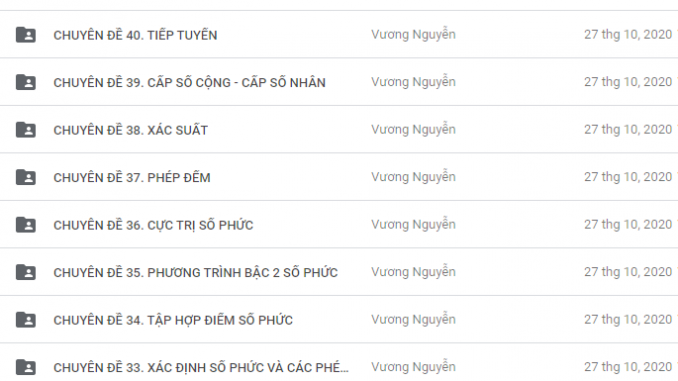 CHUYÊN ĐỀ 40. TIẾP TUYẾN Vương Nguyễn 27 thg 10, 2020
CHUYÊN ĐỀ 39. CẤP SỐ CỘNG - CẤP SỐ NHÂN Vương Nguyễn 27 thg 10, 2020
CHUYÊN ĐỀ 38. XÁC SUẤT Vương Nguyễn 27 thg 10, 2020
CHUYÊN ĐỀ 37. PHÉP ĐẾM Vương Nguyễn 27 thg 10, 2020
CHUYÊN ĐỀ 36. CỰC TRỊ SỐ PHỨC Vương Nguyễn 27 thg 10, 2020
CHUYÊN ĐỀ 35. PHƯƠNG TRÌNH BẬC 2 SỐ PHỨC Vương Nguyễn 27 thg 10, 2020
CHUYÊN ĐỀ 34. TẬP HỢP ĐIỂM SỐ PHỨC Vương Nguyễn 27 thg 10, 2020
CHUYÊN ĐỀ 33. XÁC ĐỊNH SỐ PHỨC VÀ CÁC PHÉ... Vương Nguyễn 27 thg 10, 2020